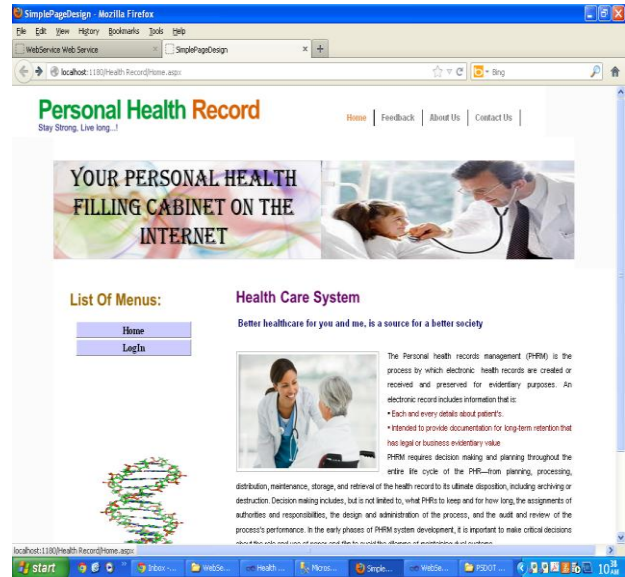 SimplePageDesign - Mozilla Firefox
File Edit View History Bookmarks Tools Help
WebService Web Service × SimplePageDesign × +
localhost:1180/Health Record/Home.aspx Bing
Personal Health Record
Stay Strong, Live long...!
Home Feedback About Us Contact Us
YOUR PERSONAL HEALTH
FILLING CABINET ON THE
INTERNET
List Of Menus:
Home
LogIn
Health Care System
Better healthcare for you and me, is a source for a better society
The Personal health records management (PHRM) is the
process by which electronic health records are created or
received and preserved for evidentiary purposes. An
electronic record includes information that is:
• Each and every details about patient's.
• Intended to provide documentation for long-term retention that
has legal or business evidentiary value
PHRM requires decision making and planning throughout the
entire life cycle of the PHR—from planning, processing,
distribution, maintenance, storage, and retrieval of the health record to its ultimate disposition, including archiving or
destruction. Decision making includes, but is not limited to, what PHRs to keep and for how long, the assignments of
authorities and responsibilities, the design and administration of the process, and the audit and review of the
process's performance. In the early phases of PHRM system development, it is important to make critical decisions
localhost:1180/Health Record/Home.aspx
start Inbox -... WebSe... Health ... Micros... Simple... WebSe... PSDOT ...